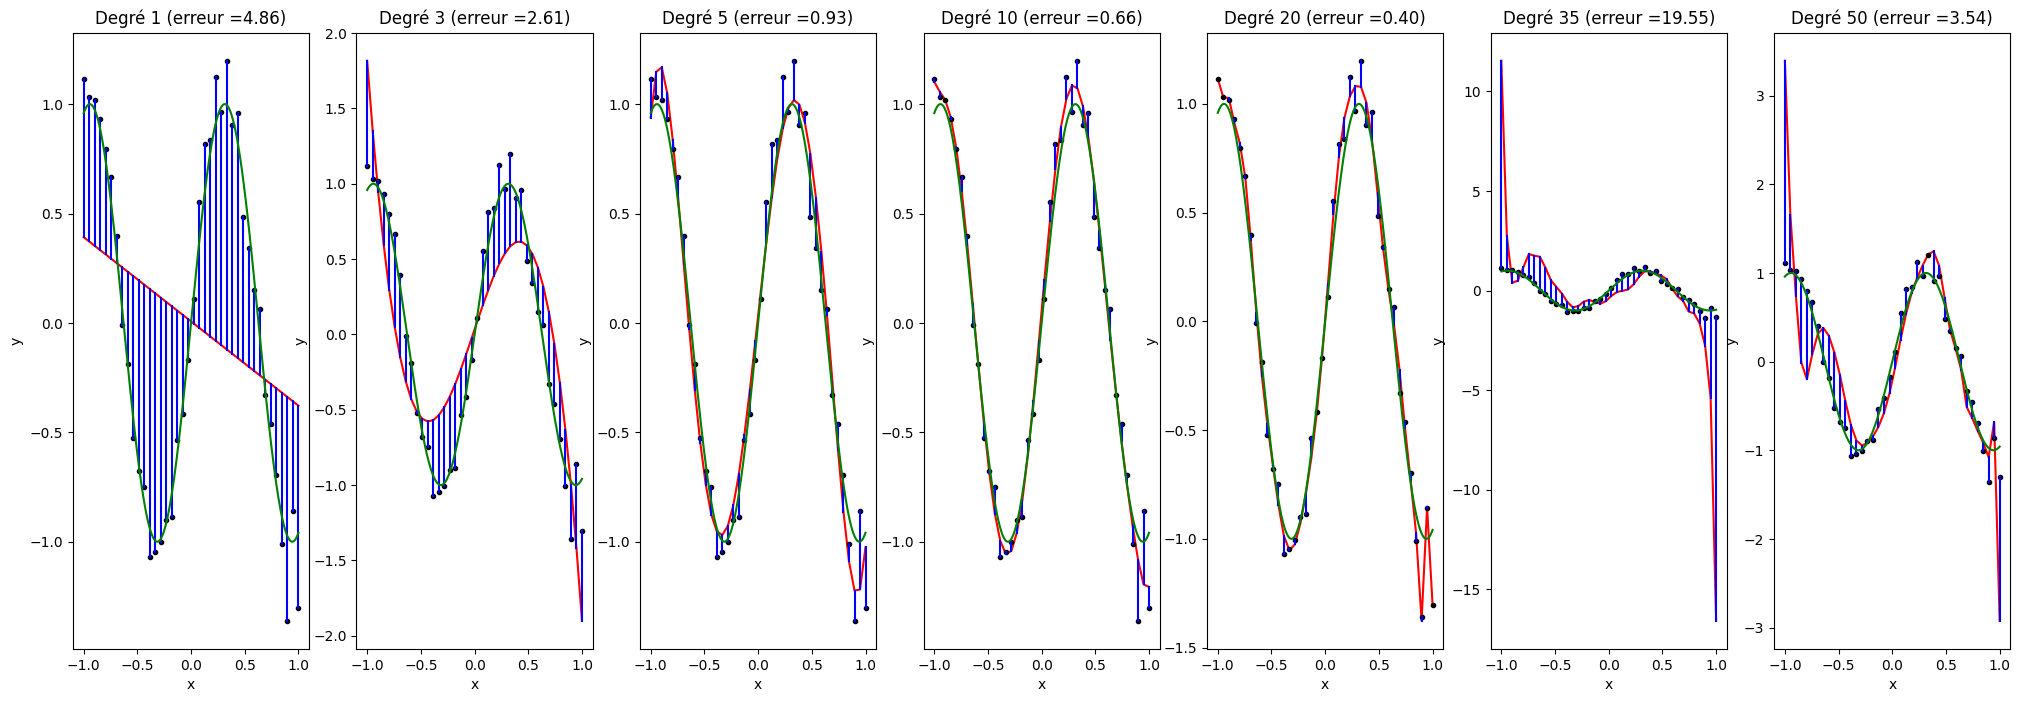 Degré 1 (erreur =4.86)
1.0
0.5
0.0
−0.5
−1.0
y
−1.0 −0.5 0.0 0.5 1.0
x
Degré 3 (erreur =2.61)
2.0
1.5
1.0
0.5
0.0
−0.5
−1.0
−1.5
−2.0
y
−1.0 −0.5 0.0 0.5 1.0
x
Degré 5 (erreur =0.93)
1.0
0.5
0.0
−0.5
−1.0
y
−1.0 −0.5 0.0 0.5 1.0
x
Degré 10 (erreur =0.66)
1.0
0.5
0.0
−0.5
−1.0
y
−1.0 −0.5 0.0 0.5 1.0
x
Degré 20 (erreur =0.40)
1.0
0.5
0.0
−0.5
−1.0
−1.5
−1.0 −0.5 0.0 0.5 1.0
x
Degré 35 (erreur =19.55)
10
5
0
−5
−10
−15
y
−1.0 −0.5 0.0 0.5 1.0
x
Degré 50 (erreur =3.54)
3
2
1
0
−1
−2
−3
y
−1.0 −0.5 0.0 0.5 1.0
x